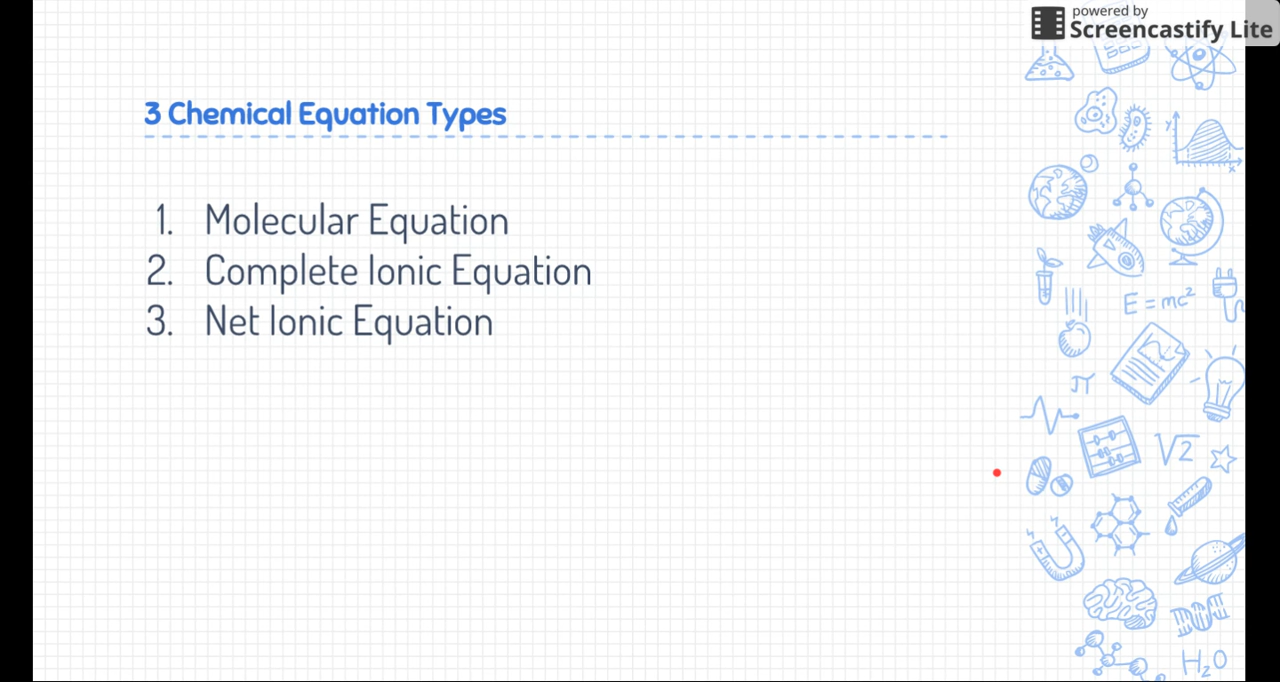 powered by
Screencastify Lite
3 Chemical Equation Types
1. Molecular Equation
2. Complete Ionic Equation
3. Net Ionic Equation
y
x
E = mc²
π
√2
H₂O